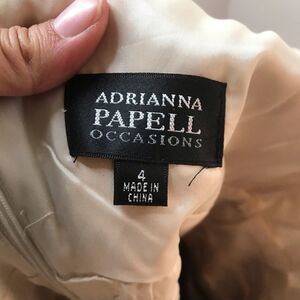 ADRIANNA
PAPELL
OCCASIONS
4
MADE IN
CHINA